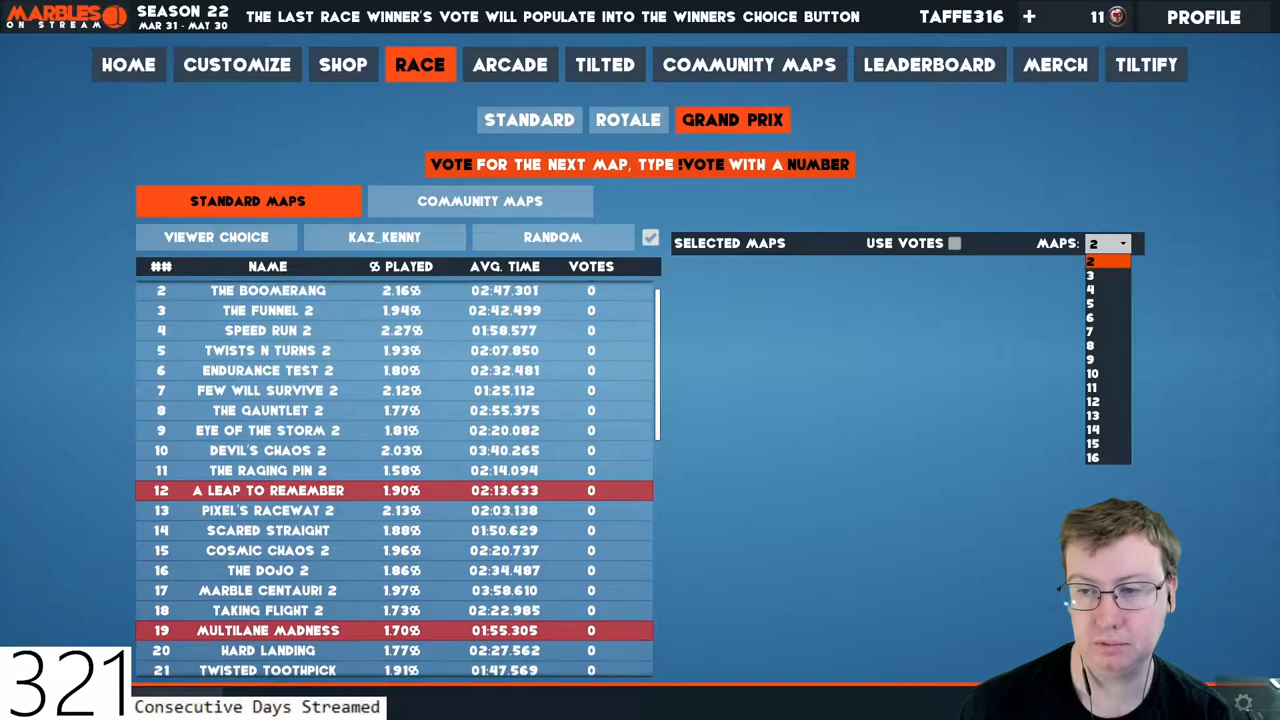 MARBLES
ON STREAM
SEASON 22
MAR 31 - MAY 30
THE LAST RACE WINNER'S VOTE WILL POPULATE INTO THE WINNERS CHOICE BUTTON
TAFFE316 + 11 PROFILE
HOME CUSTOMIZE SHOP RACE ARCADE TILTED COMMUNITY MAPS LEADERBOARD MERCH TILTIFY
STANDARD ROYALE GRAND PRIX
VOTE FOR THE NEXT MAP, TYPE !VOTE WITH A NUMBER
STANDARD MAPS COMMUNITY MAPS
VIEWER CHOICE KAZ_KENNY RANDOM
SELECTED MAPS USE VOTES MAPS: 2
## NAME % PLAYED AVG. TIME VOTES
2 THE BOOMERANG 2.16% 02:47.301 0
3 THE FUNNEL 2 1.94% 02:42.499 0
4 SPEED RUN 2 2.27% 01:58.577 0
5 TWISTS N TURNS 2 1.93% 02:07.850 0
6 ENDURANCE TEST 2 1.80% 02:32.481 0
7 FEW WILL SURVIVE 2 2.12% 01:25.112 0
8 THE GAUNTLET 2 1.77% 02:55.375 0
9 EYE OF THE STORM 2 1.81% 02:20.082 0
10 DEVIL'S CHAOS 2 2.03% 03:40.265 0
11 THE RAGING PIN 2 1.58% 02:14.094 0
12 A LEAP TO REMEMBER 1.90% 02:13.633 0
13 PIXEL'S RACEWAY 2 2.13% 02:03.138 0
14 SCARED STRAIGHT 1.88% 01:50.629 0
15 COSMIC CHAOS 2 1.96% 02:20.737 0
16 THE DOJO 2 1.86% 02:34.487 0
17 MARBLE CENTAURI 2 1.97% 03:58.610 0
18 TAKING FLIGHT 2 1.73% 02:22.985 0
19 MULTILANE MADNESS 1.70% 01:55.305 0
20 HARD LANDING 1.77% 02:27.562 0
21 TWISTED TOOTHPICK 1.91% 01:47.569 0
2
3
4
5
6
7
8
9
10
11
12
13
14
15
16
321
Consecutive Days Streamed